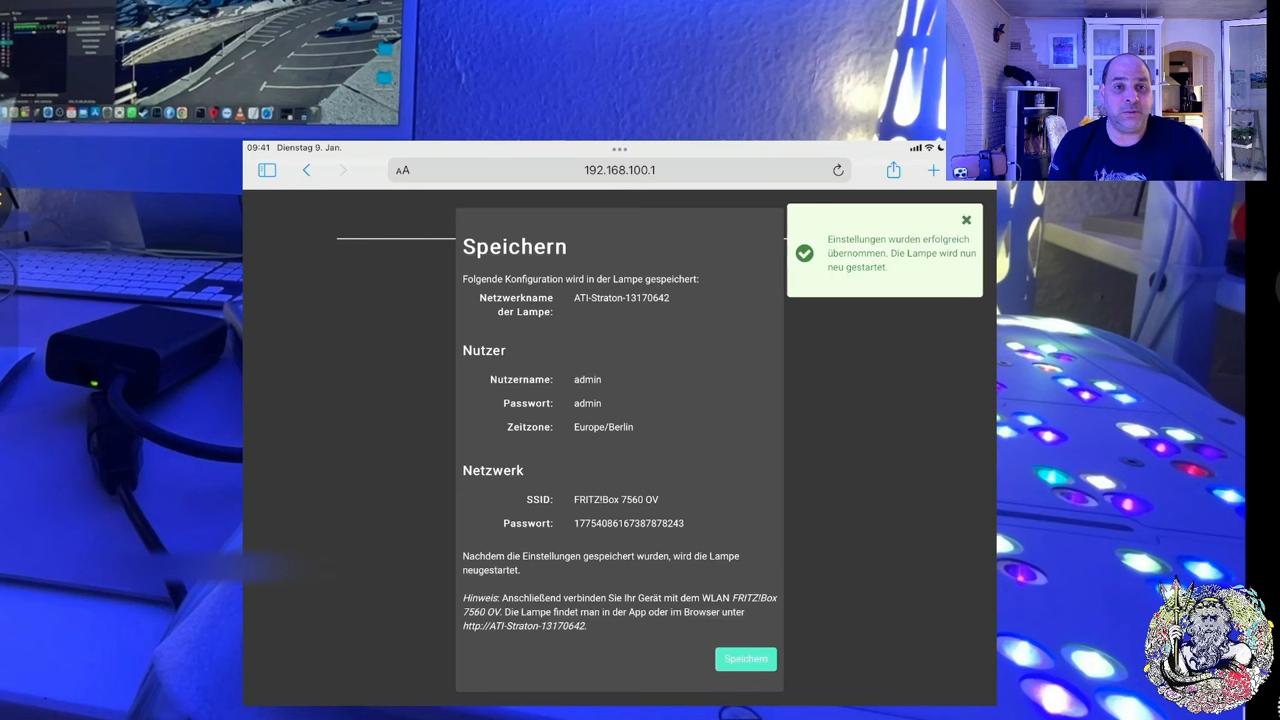 09:41 Dienstag 9. Jan.
AA
192.168.100.1
Speichern
Folgende Konfiguration wird in der Lampe gespeichert:
Netzwerkname ATI-Straton-13170642
der Lampe:
Nutzer
Nutzername: admin
Passwort: admin
Zeitzone: Europe/Berlin
Netzwerk
SSID: FRITZ!Box 7560 OV
Passwort: 17754086167387878243
Nachdem die Einstellungen gespeichert wurden, wird die Lampe
neugestartet.
Hinweis: Anschließend verbinden Sie Ihr Gerät mit dem WLAN FRITZ!Box
7560 OV. Die Lampe findet man in der App oder im Browser unter
http://ATI-Straton-13170642.
Speichern
Einstellungen wurden erfolgreich
übernommen. Die Lampe wird nun
neu gestartet.